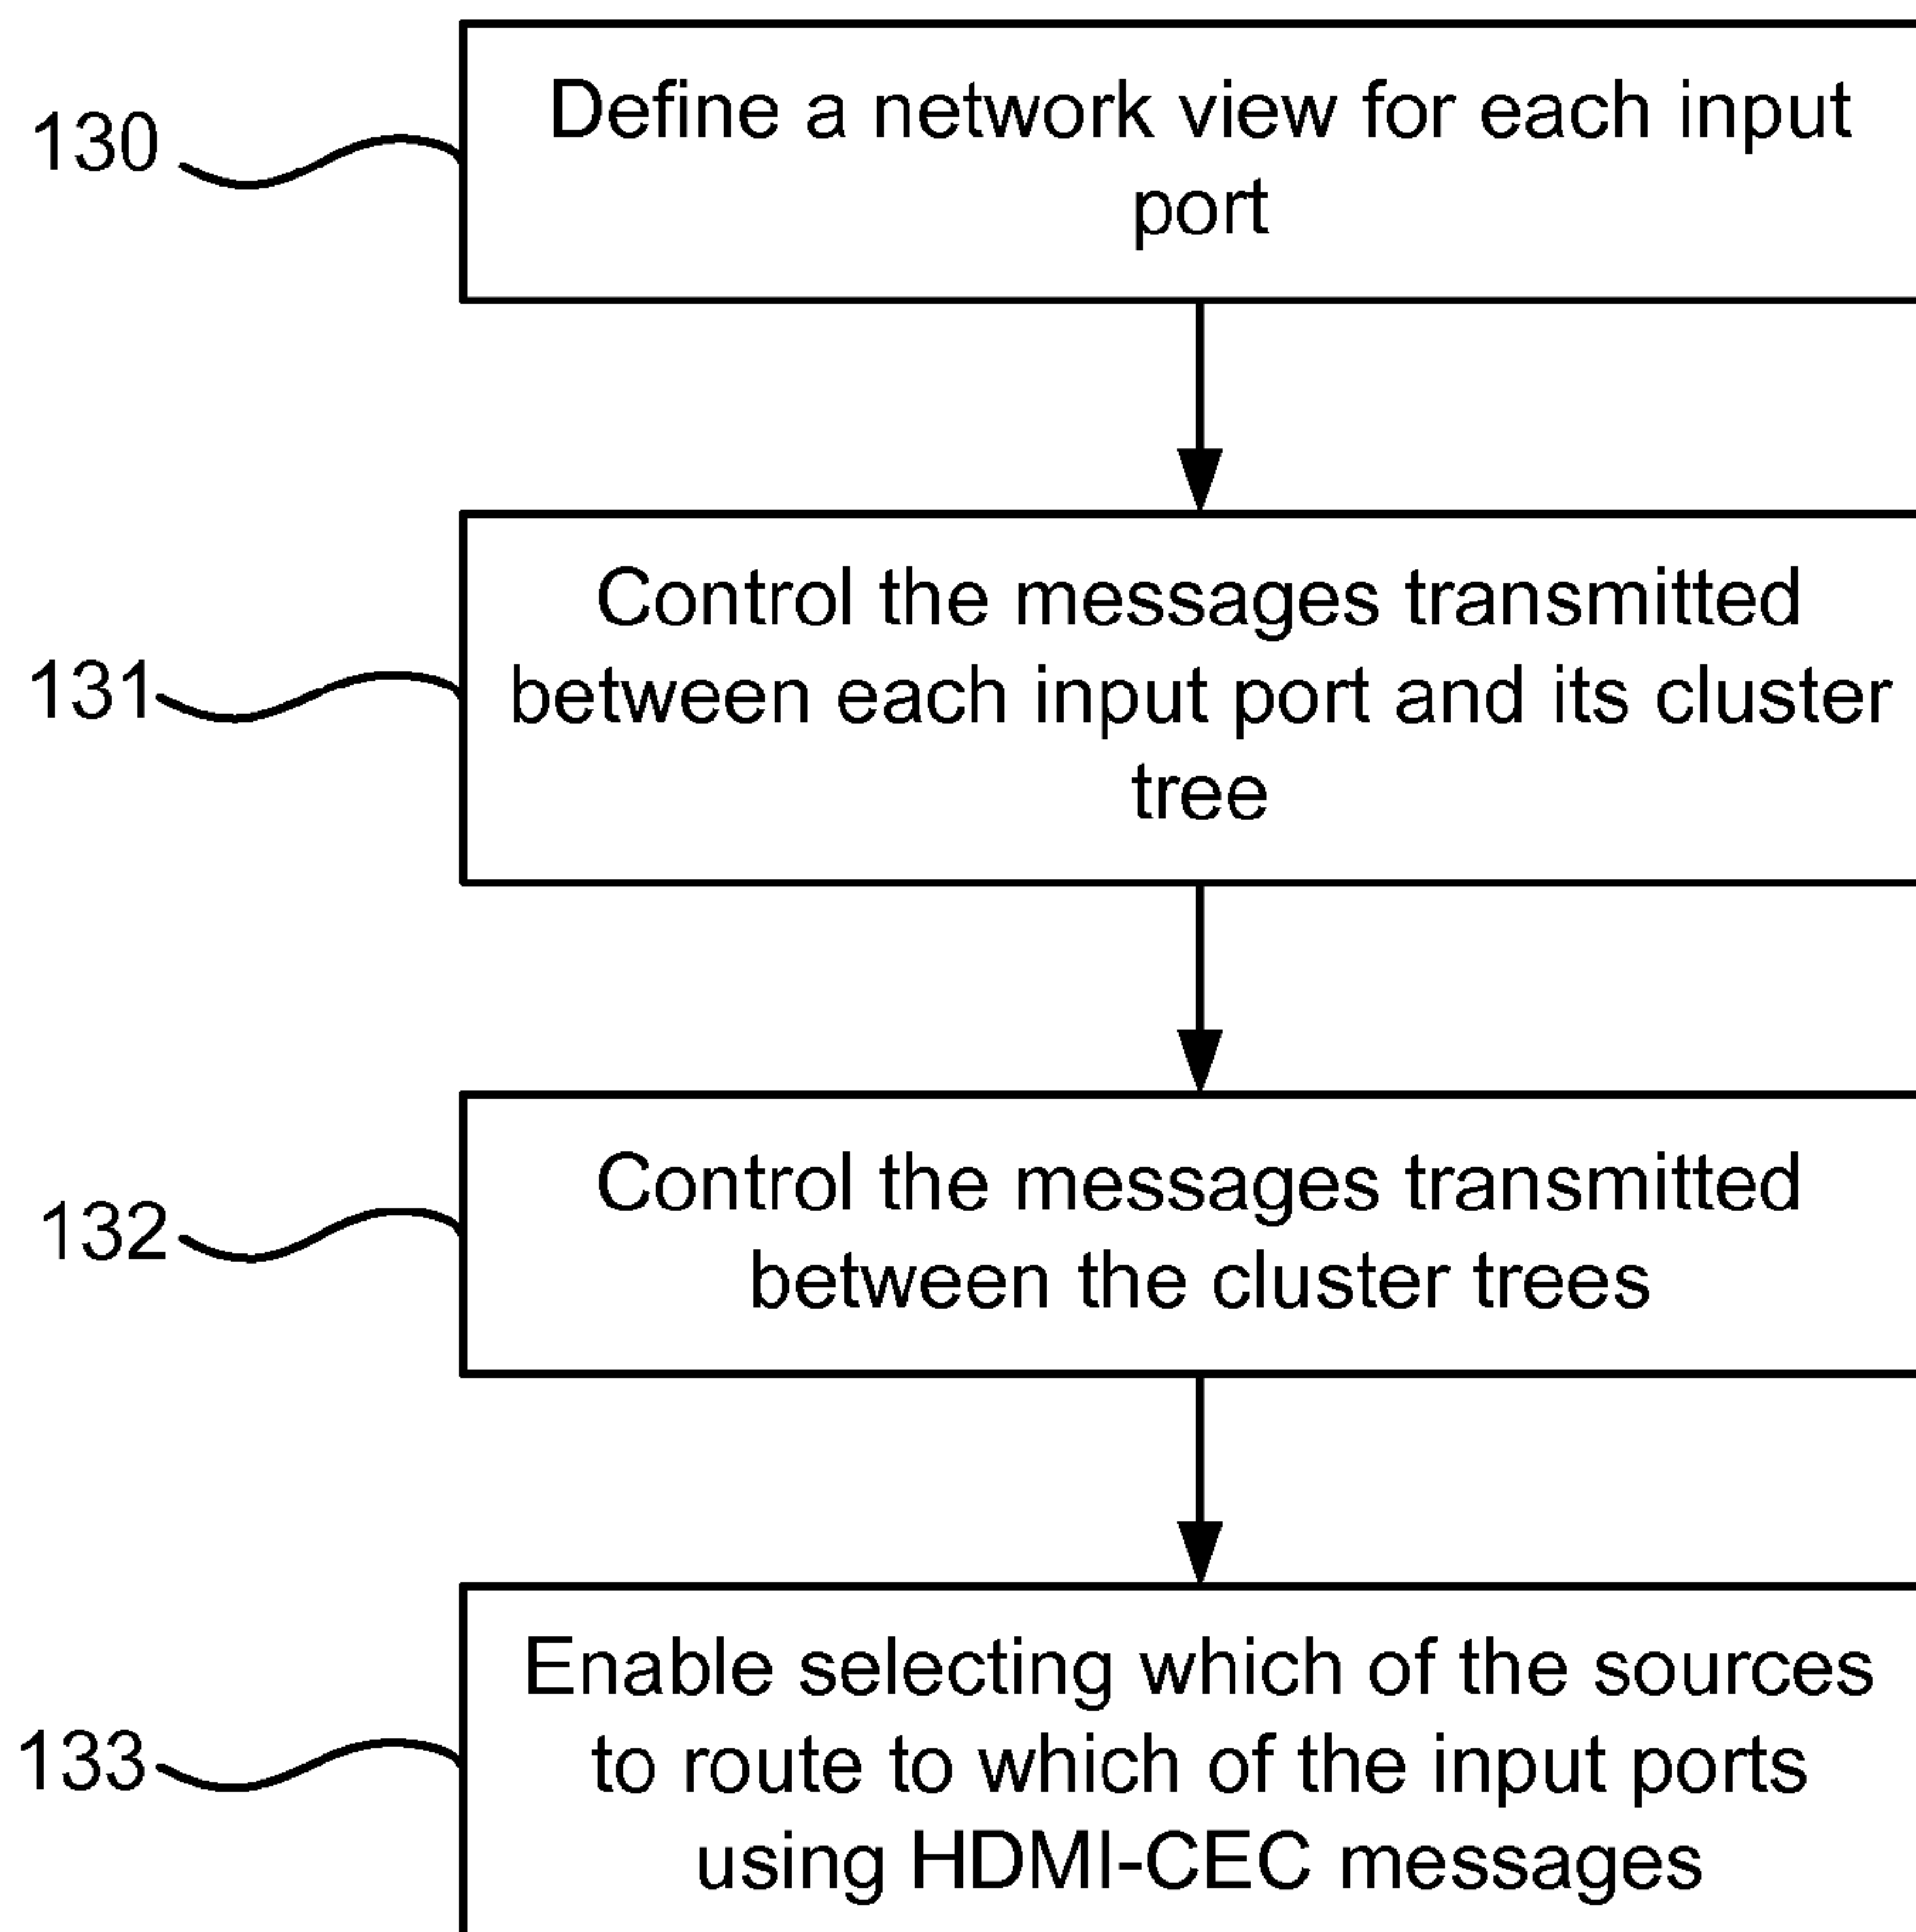 130
Define a network view for each input
port
131
Control the messages transmitted
between each input port and its cluster
tree
132
Control the messages transmitted
between the cluster trees
133
Enable selecting which of the sources
to route to which of the input ports
using HDMI-CEC messages